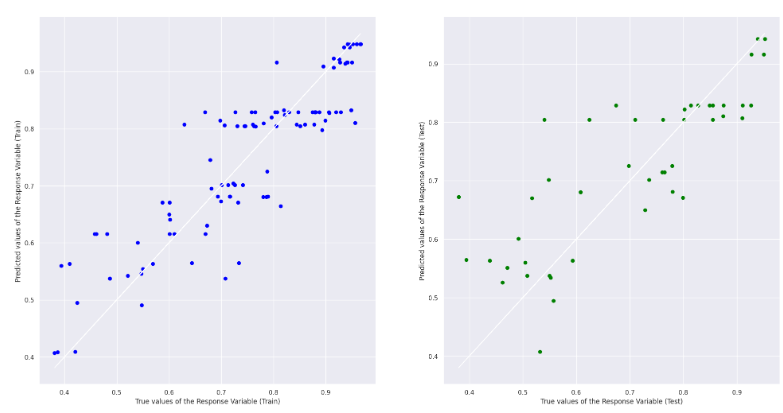 Predicted values of the Response Variable (Train)
0.9
0.8
0.7
0.6
0.5
0.4
0.4 0.5 0.6 0.7 0.8 0.9
True values of the Response Variable (Train)
Predicted values of the Response Variable (Test)
0.9
0.8
0.7
0.6
0.5
0.4
0.4 0.5 0.6 0.7 0.8 0.9
True values of the Response Variable (Test)